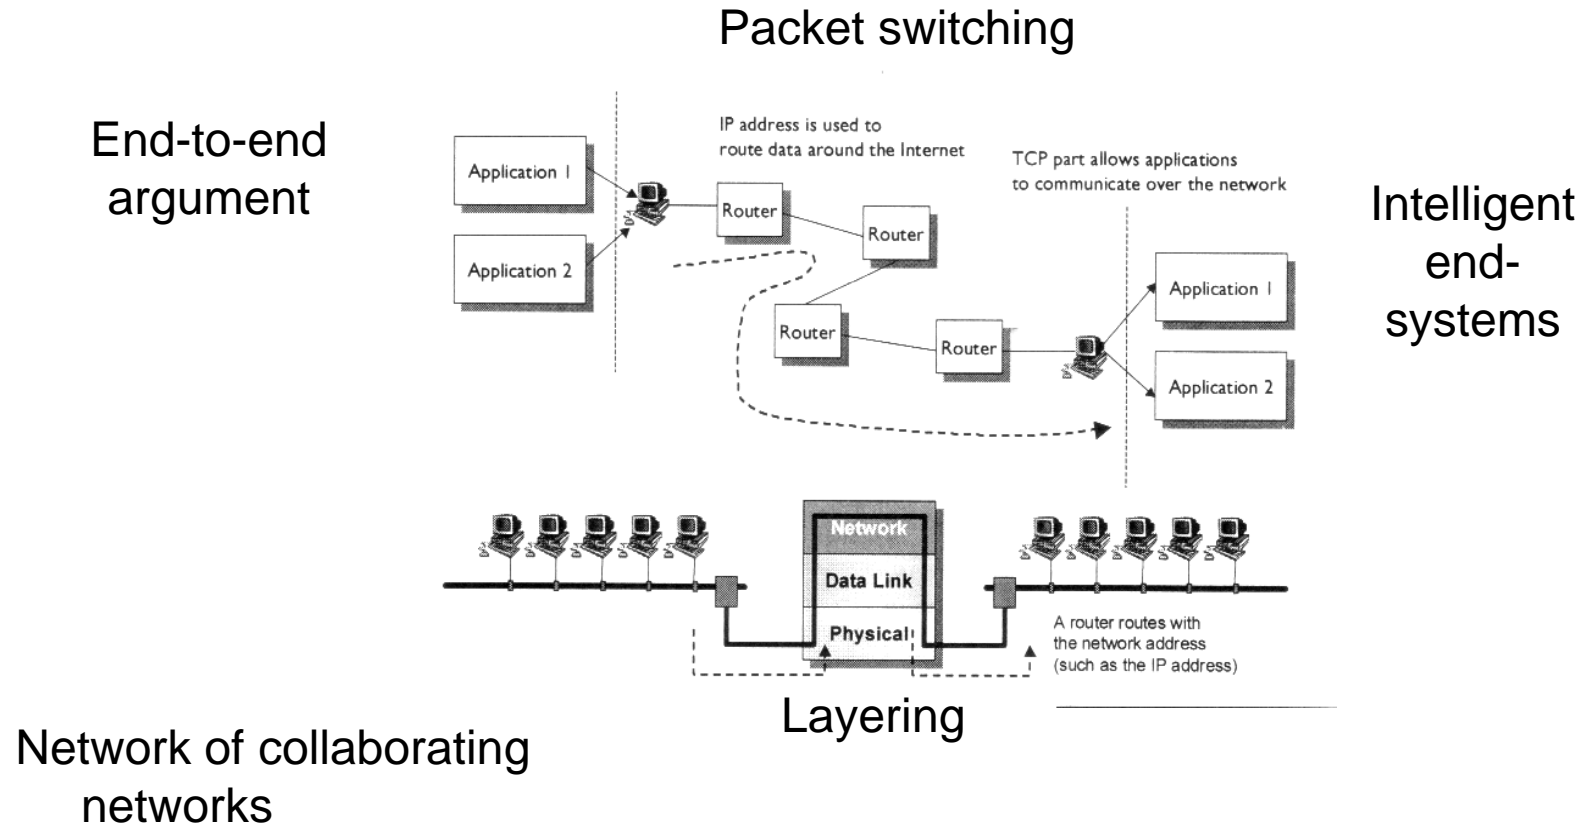 Packet switching
End-to-end
argument
IP address is used to
route data around the Internet
TCP part allows applications
to communicate over the network
Intelligent
end-
systems
Application 1
Application 2
Router
Router
Router
Router
Application 1
Application 2
Network
Data Link
Physical
A router routes with
the network address
(such as the IP address)
Layering
Network of collaborating
networks